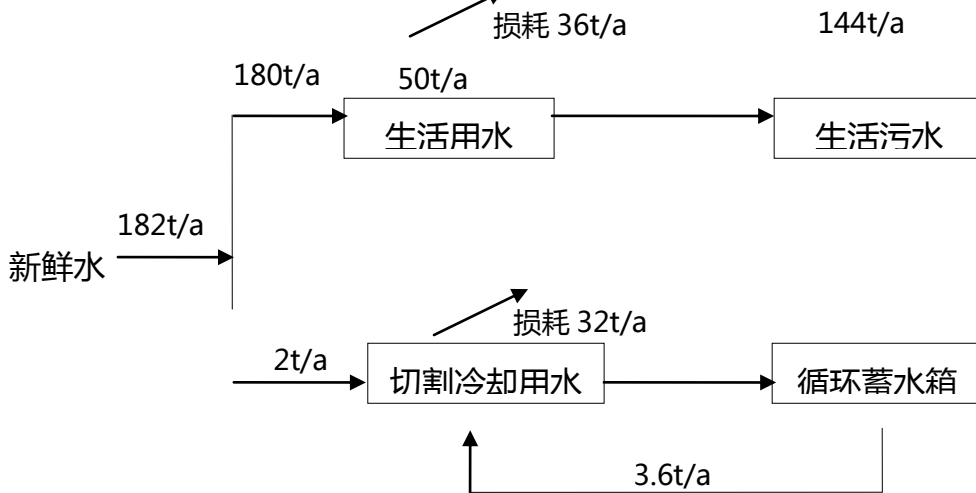 损耗 36t/a
144t/a
180t/a
50t/a
生活用水
生活污水
182t/a
新鲜水
损耗 32t/a
2t/a
切割冷却用水
循环蓄水箱
3.6t/a